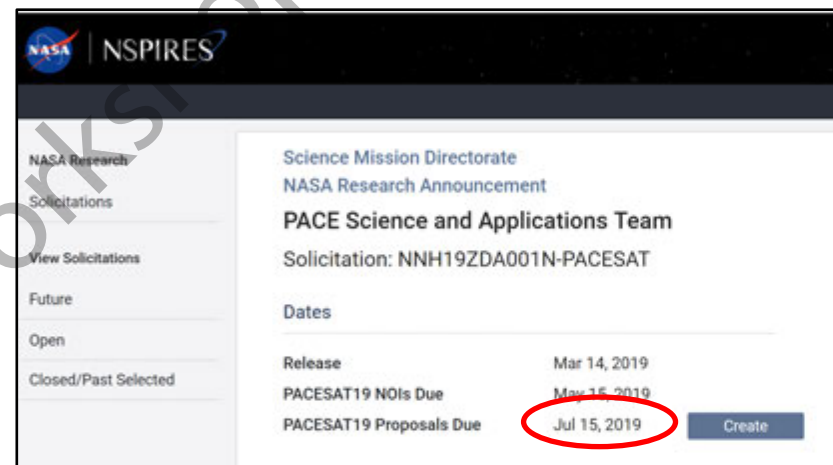 NASA | NSPIRES
NASA Research
Solicitations
View Solicitations
Future
Open
Closed/Past Selected
Science Mission Directorate
NASA Research Announcement
PACE Science and Applications Team
Solicitation: NNH19ZDA001N-PACESAT
Dates
Release Mar 14, 2019
PACESAT19 NOIs Due May 15, 2019
PACESAT19 Proposals Due Jul 15, 2019 Create